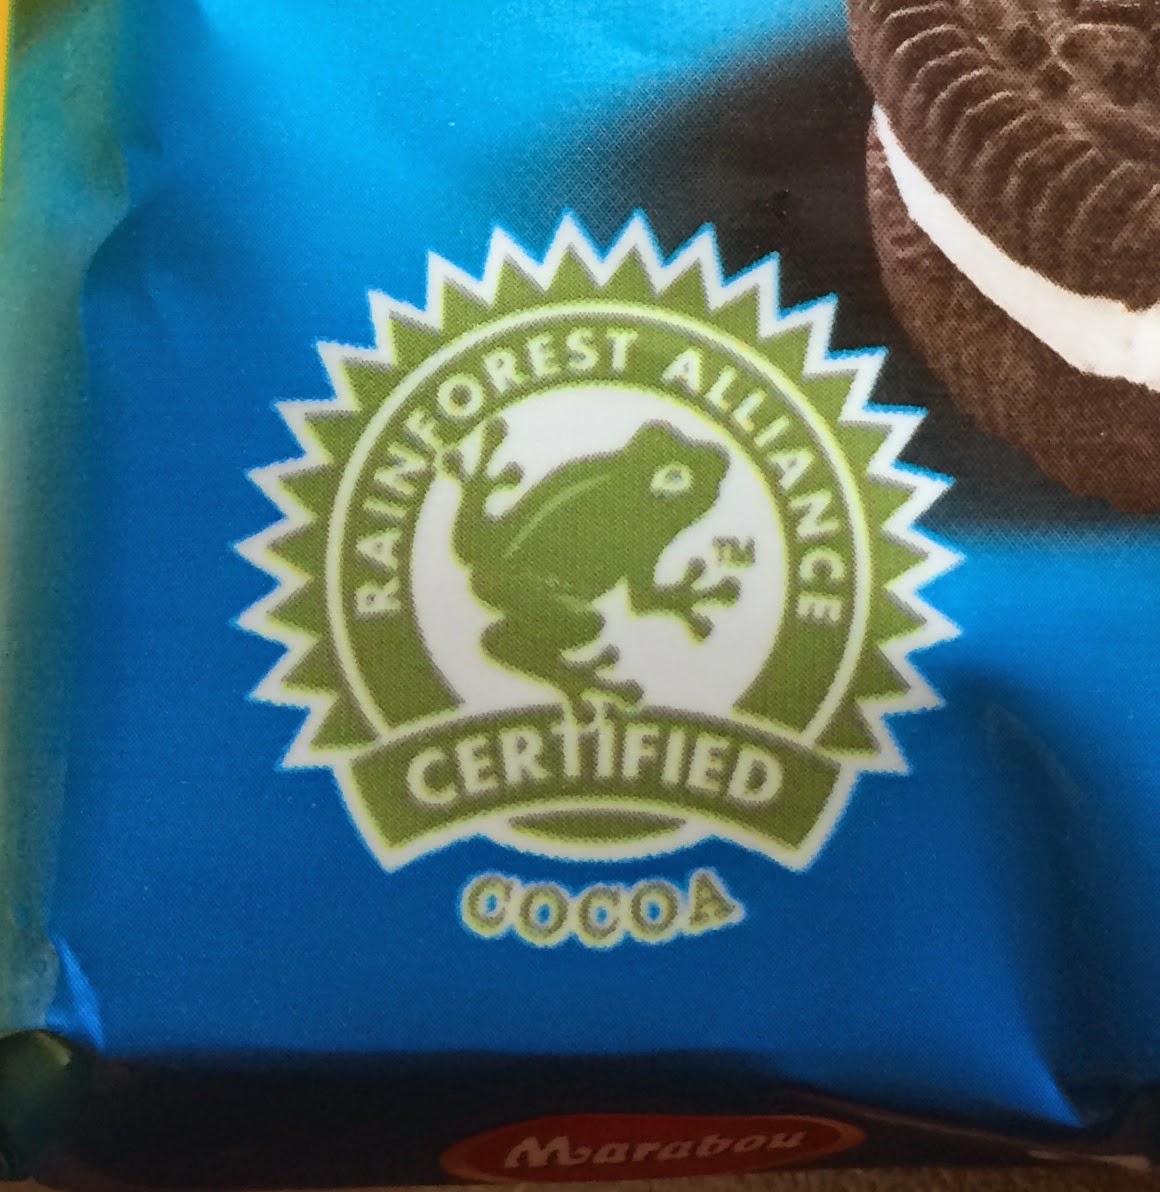 RAINFOREST ALLIANCE
TM
CERTIFIED
COCOA
Marabou